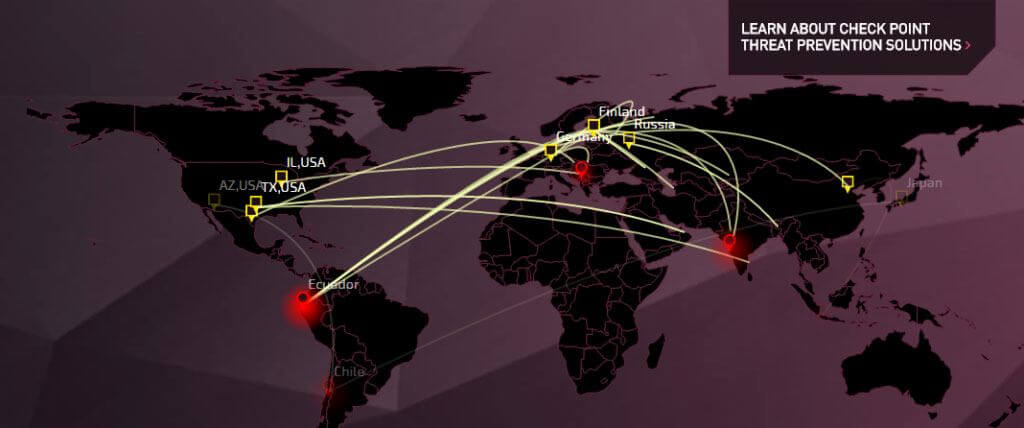 LEARN ABOUT CHECK POINT
THREAT PREVENTION SOLUTIONS >
Finland
Russia
Germany
IL,USA
AZ,USA
TX,USA
Japan
Ecuador
Chile